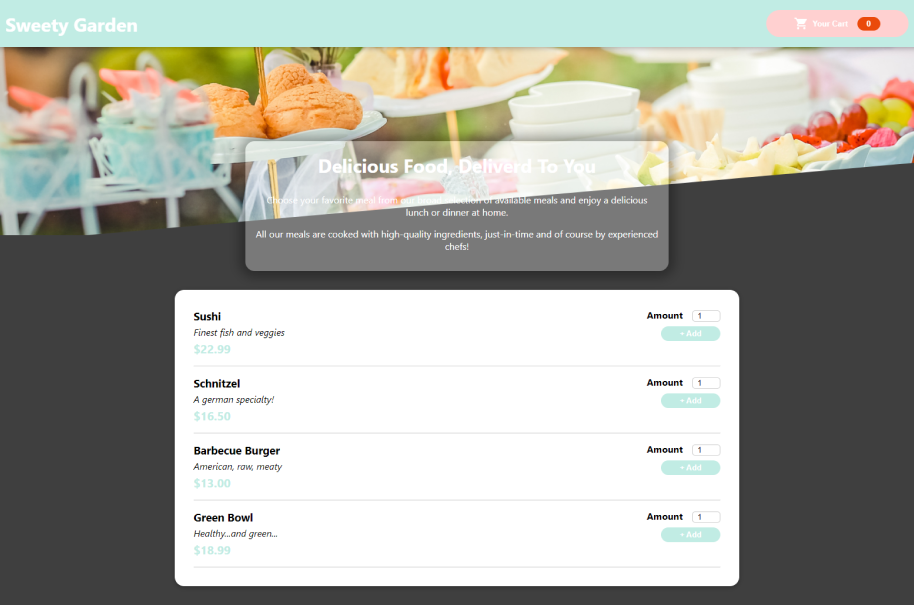 Sweety Garden
Your Cart 0
Delicious Food, Deliverd To You
Choose your favorite meal from our broad selection of available meals and enjoy a delicious
lunch or dinner at home.
All our meals are cooked with high-quality ingredients, just-in-time and of course by experienced
chefs!
Sushi
Amount 1
Finest fish and veggies
+ Add
$22.99
Schnitzel
Amount 1
A german specialty!
+ Add
$16.50
Barbecue Burger
Amount 1
American, raw, meaty
+ Add
$13.00
Green Bowl
Amount 1
Healthy...and green...
+ Add
$18.99